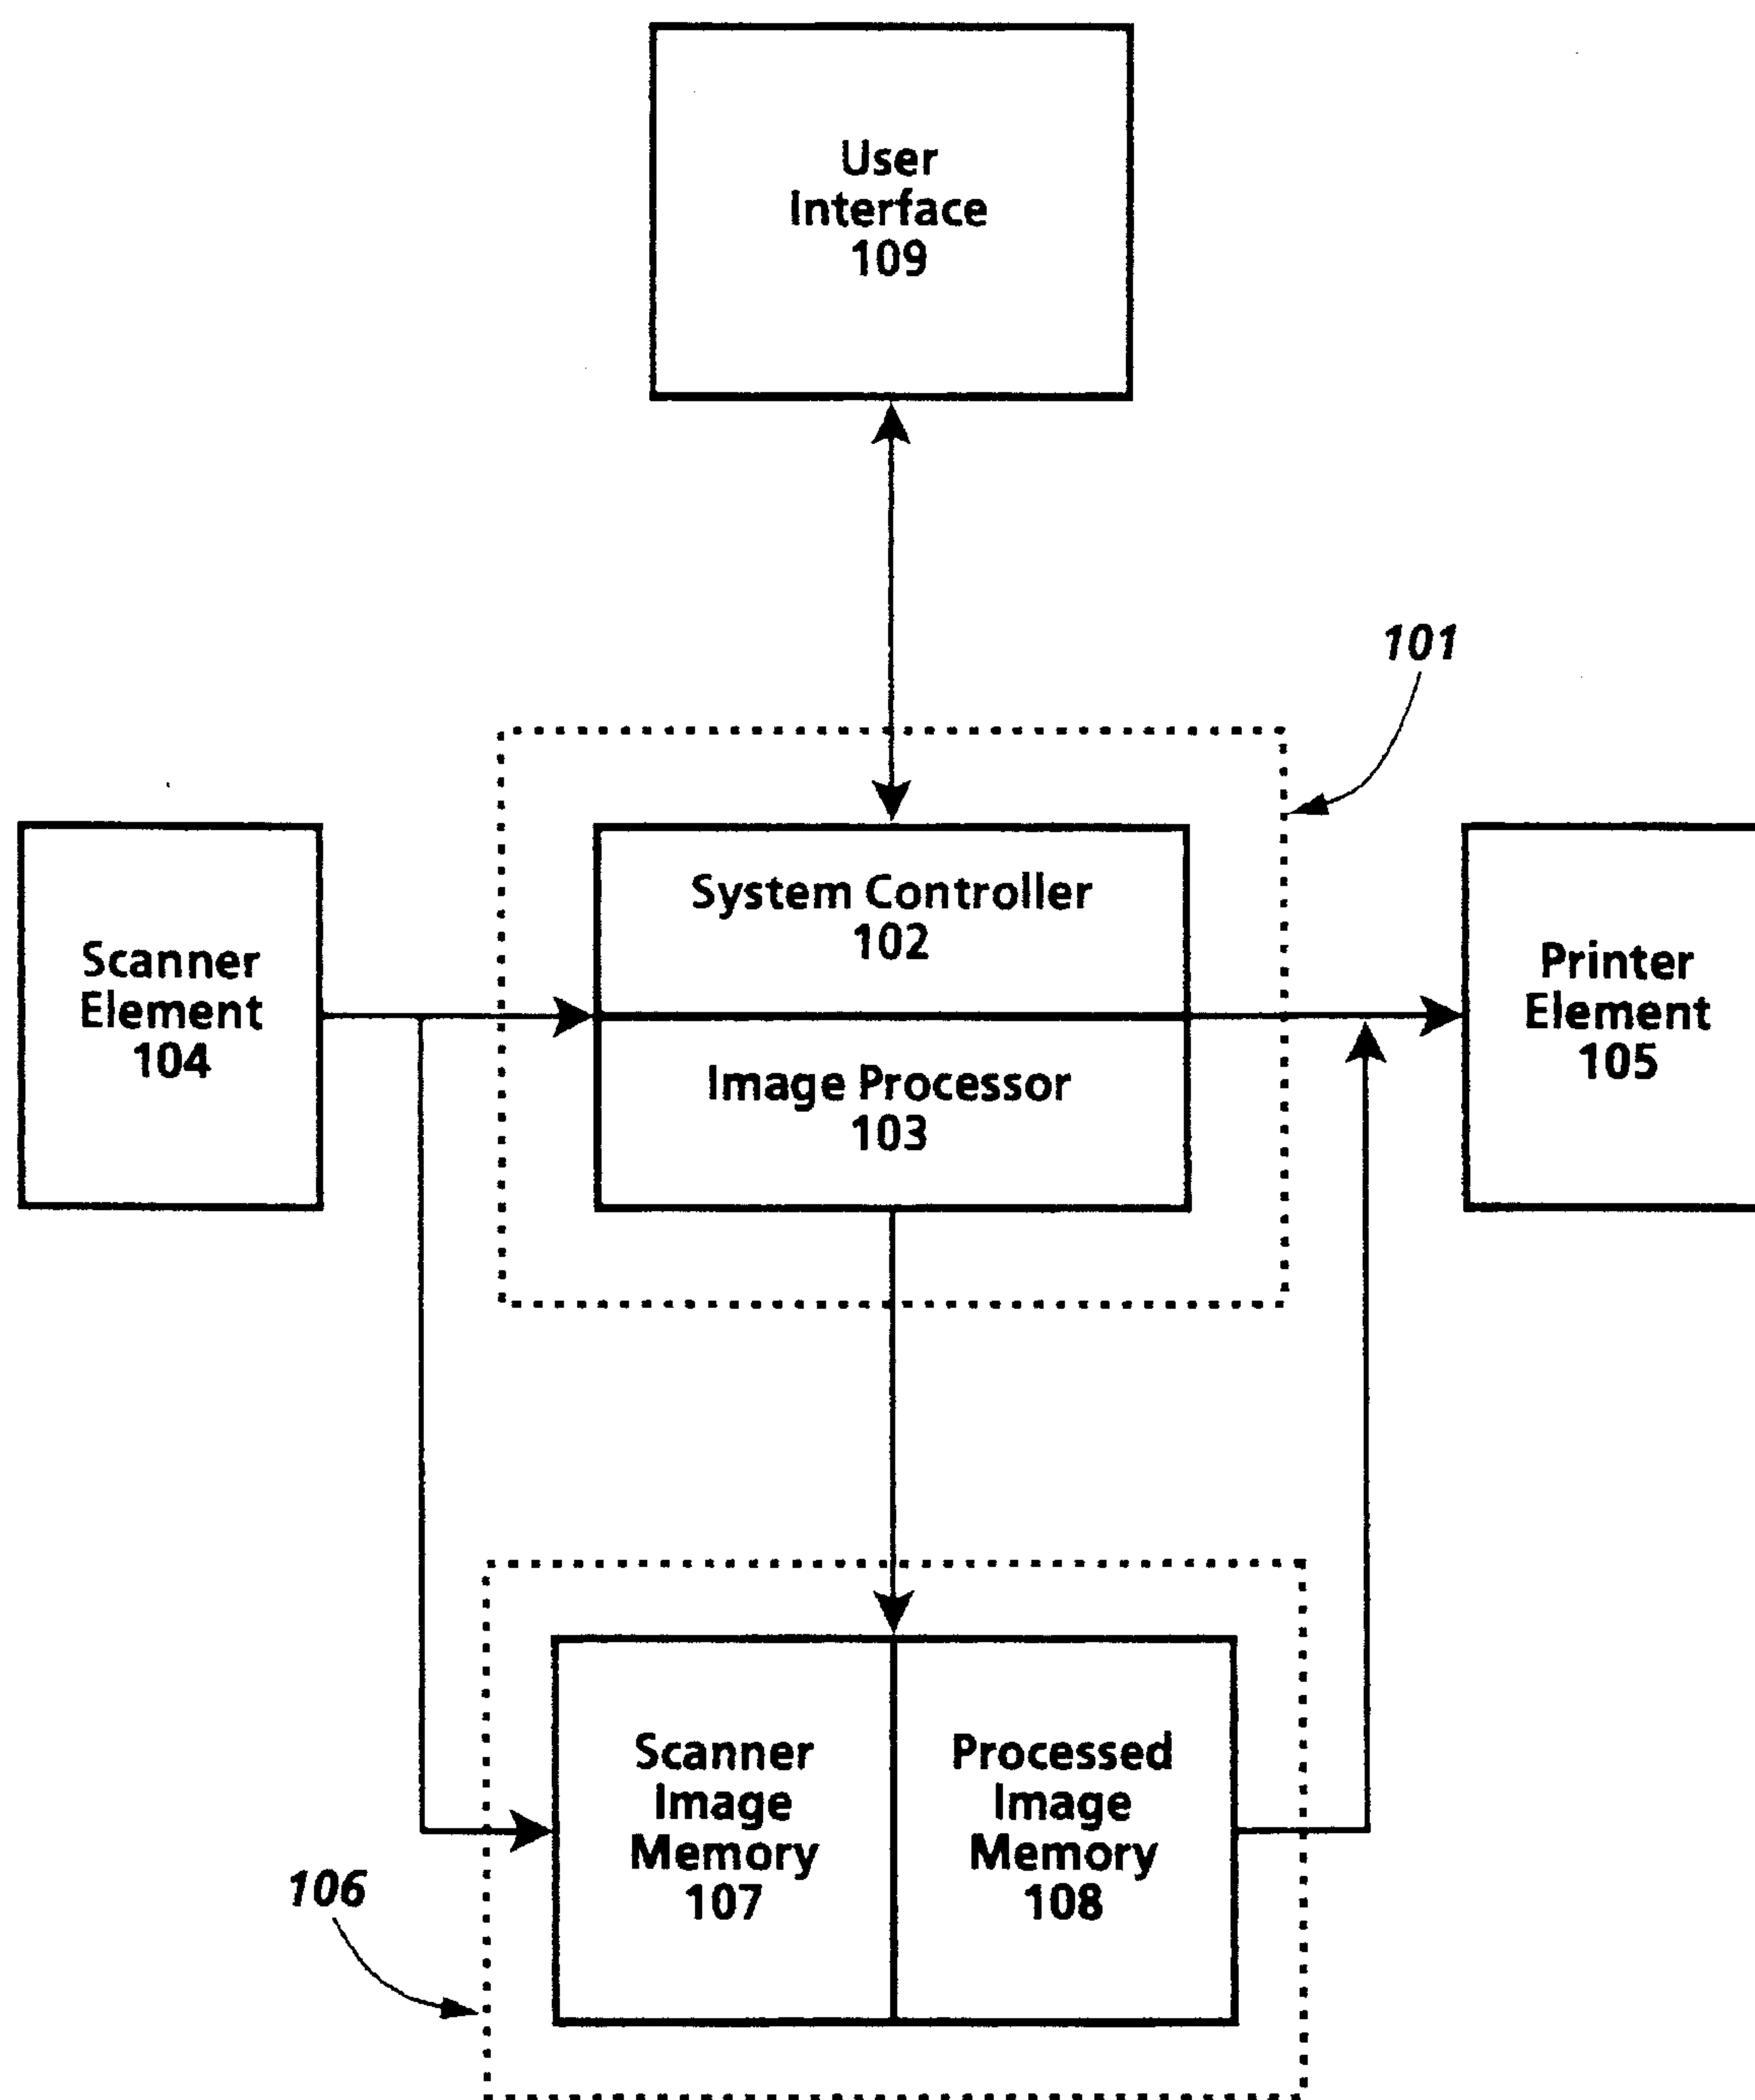 User
Interface
109
101
System Controller
102
Scanner
Element
104
Printer
Element
105
Image Processor
103
Scanner
Image
Memory
107
Processed
Image
Memory
108
106